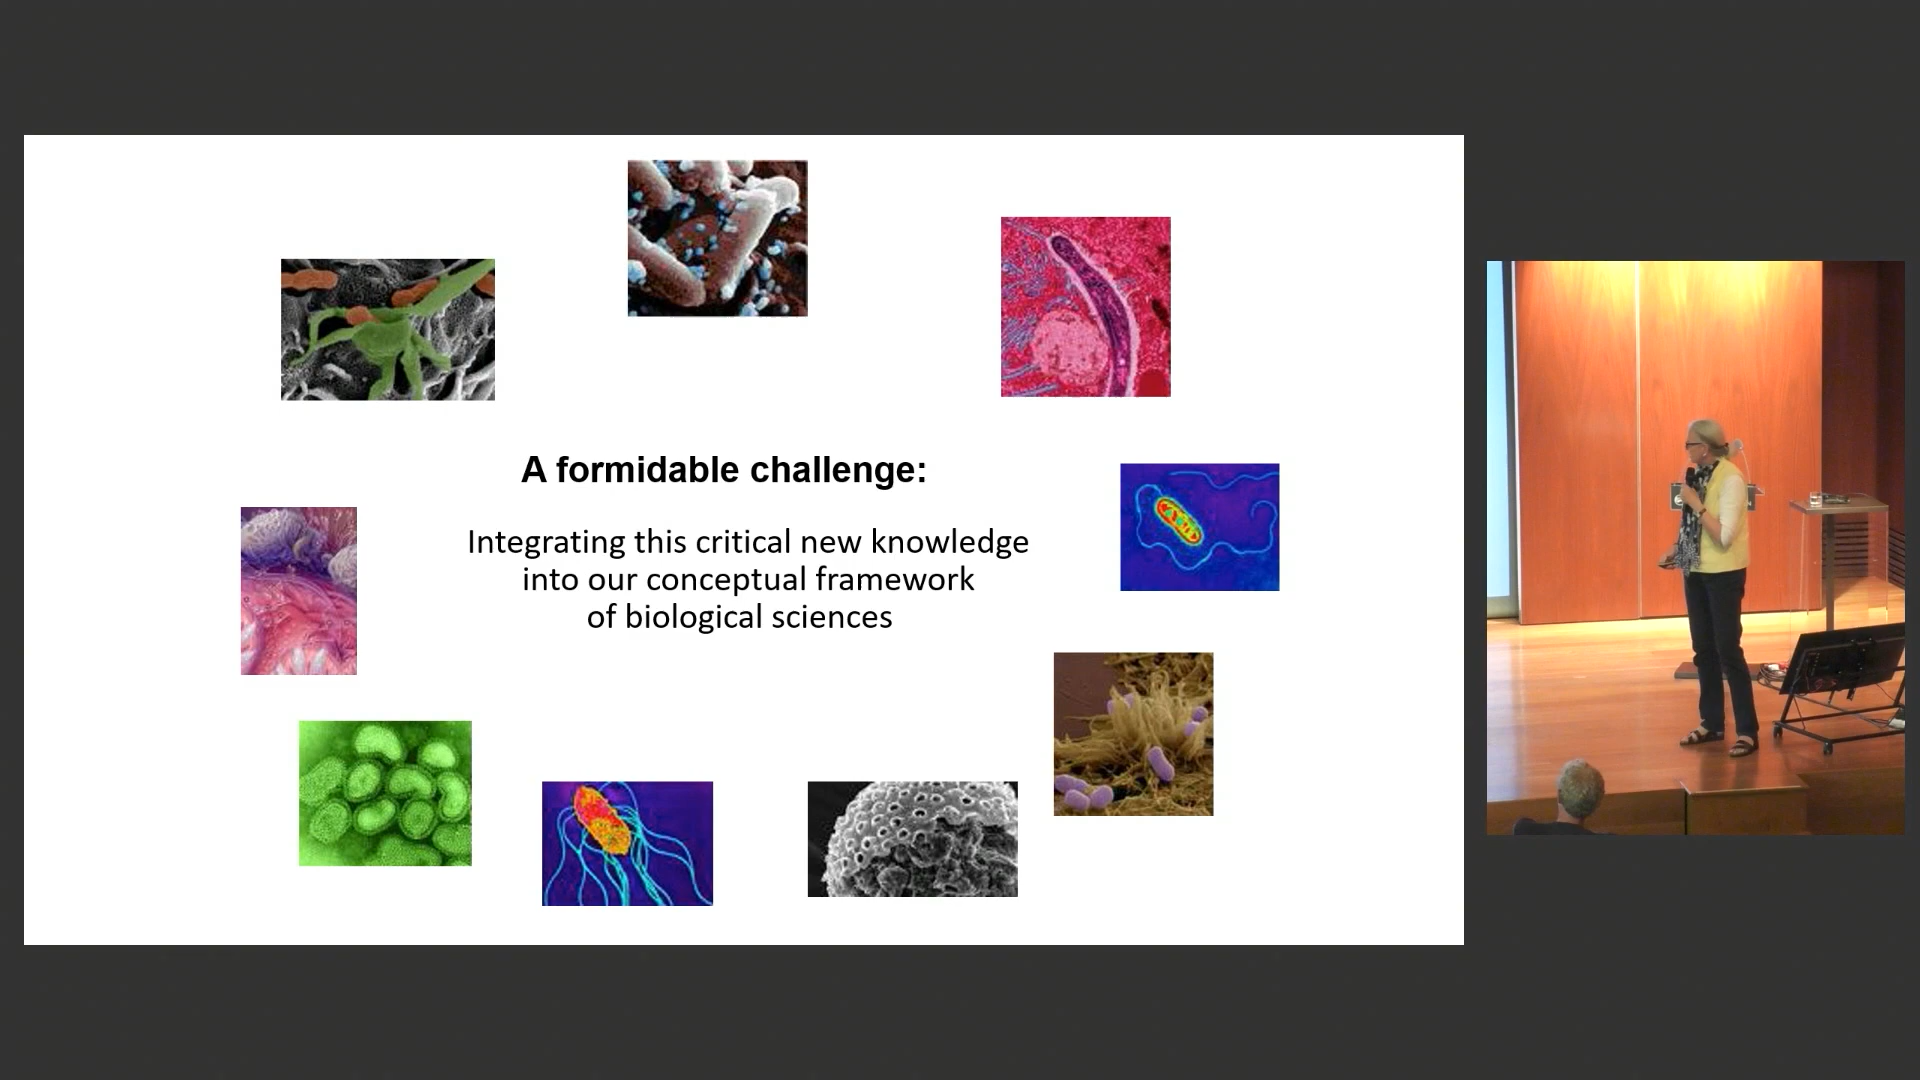 A formidable challenge:
Integrating this critical new knowledge
into our conceptual framework
of biological sciences